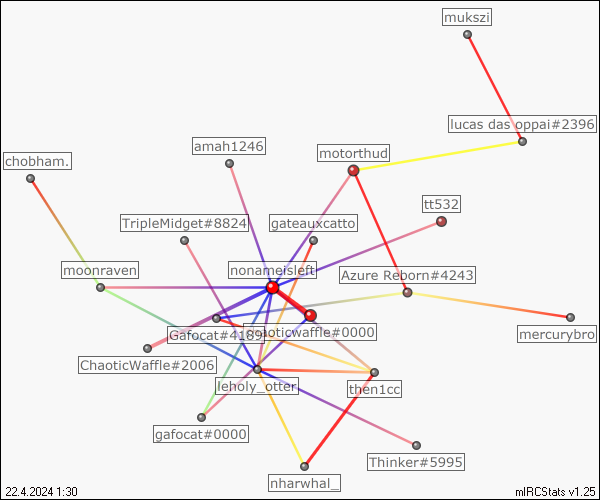 mukszi
lucas das oppai#2396
amah1246
motorthud
chobham.
tt532
TripleMidget#8824
gateauxcatto
moonraven
nonameisleft
Azure Reborn#4243
Gafocat#4189
aoticwaffle#0000
mercurybro
ChaoticWaffle#2006
leholy_otter
then1cc
gafocat#0000
Thinker#5995
nharwhal_
22.4.2024 1:30
mIRCStats v1.25